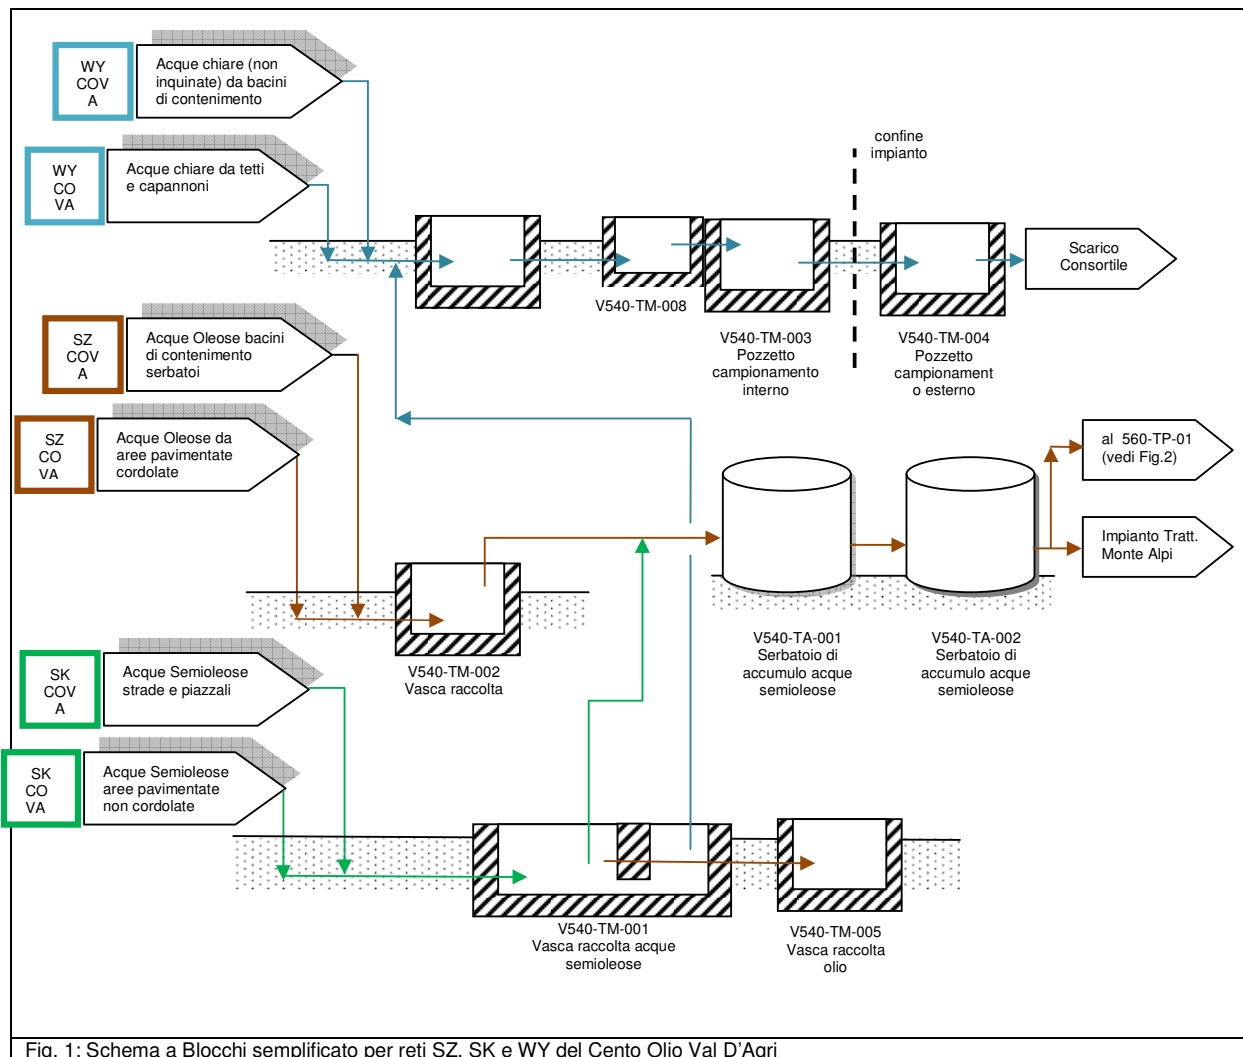 WY
COV
A
Acque chiare (non
inquinate) da bacini
di contenimento
WY
CO
VA
Acque chiare da tetti
e capannoni
confine
impianto
Scarico
Consortile
V540-TM-008
V540-TM-003
Pozzetto
campionamento
interno
V540-TM-004
Pozzetto
campionament
o esterno
SZ
COV
A
Acque Oleose bacini
di contenimento
serbatoi
SZ
CO
VA
Acque Oleose da
aree pavimentate
cordolate
al 560-TP-01
(vedi Fig.2)
Impianto Tratt.
Monte Alpi
V540-TM-002
Vasca raccolta
V540-TA-001
Serbatoio di
accumulo acque
semioleose
V540-TA-002
Serbatoio di
accumulo acque
semioleose
SK
COV
A
Acque Semioleose
strade e piazzali
SK
CO
VA
Acque Semioleose
aree pavimentate
non cordolate
V540-TM-001
Vasca raccolta acque
semioleose
V540-TM-005
Vasca raccolta
olio
Fig. 1: Schema a Blocchi semplificato per reti SZ, SK e WY del Cento Olio Val D'Agri